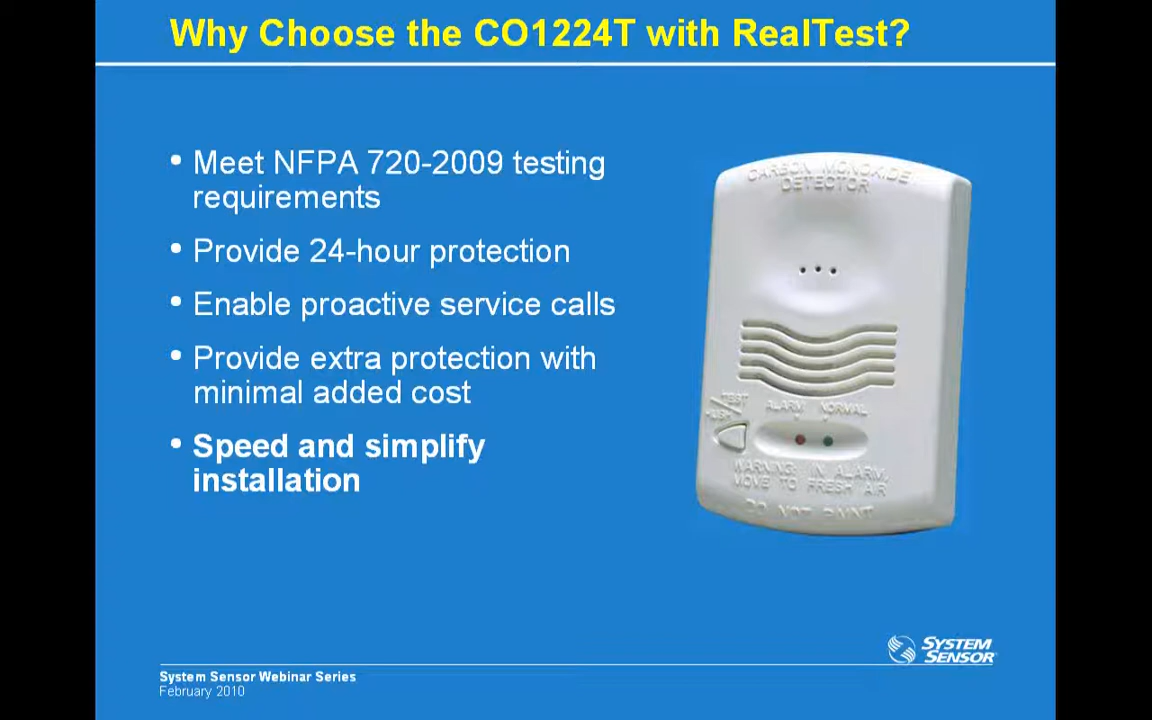 Why Choose the CO1224T with RealTest?
• Meet NFPA 720-2009 testing
requirements
• Provide 24-hour protection
• Enable proactive service calls
• Provide extra protection with
minimal added cost
• Speed and simplify
installation
CARBON MONOXIDE
DETECTOR
TEST
PUSH
ALARM NORMAL
WARNING: IN ALARM,
MOVE TO FRESH AIR
DO NOT PAINT
SYSTEM
SENSOR
System Sensor Webinar Series
February 2010